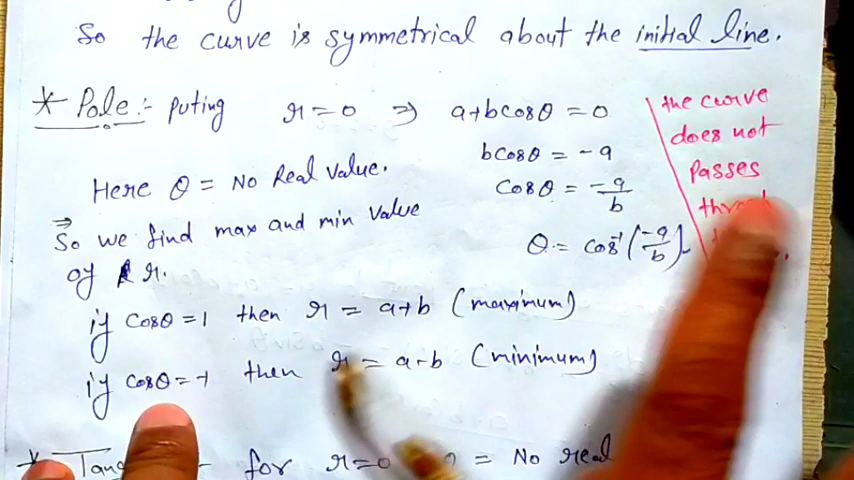 So the curve is symmetrical about the initial line.
* Pole:- puting r=0 ⇒ a+bcosθ=0
bcosθ = -a
Here θ = No Real value.
cosθ = -a/b
⇒ So we find max and min value
θ = cos⁻¹(-a/b)
of r.
the curve
does not
Passes
if cosθ=1 then r = a+b (maximum)
if cosθ=-1 then r = a-b (minimum)
* for r=0 = No real